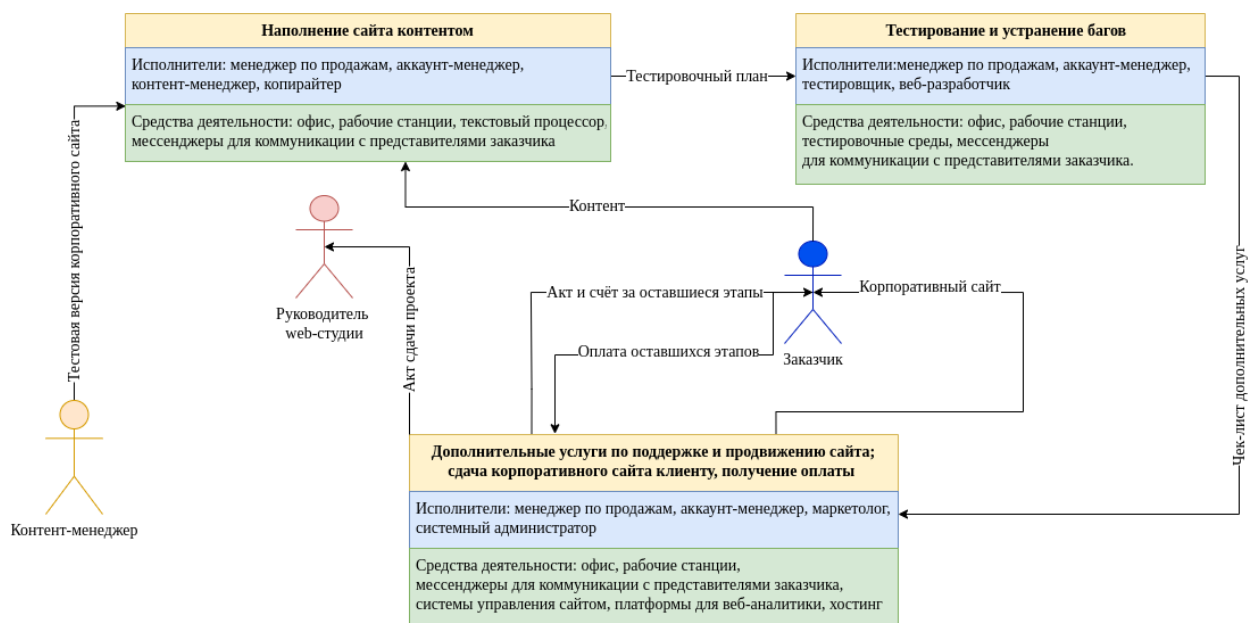 Наполнение сайта контентом
Исполнители: менеджер по продажам, аккаунт-менеджер,
контент-менеджер, копирайтер
Средства деятельности: офис, рабочие станции, текстовый процессор,
мессенджеры для коммуникации с представителями заказчика
Тестировочный план
Тестирование и устранение багов
Исполнители:менеджер по продажам, аккаунт-менеджер,
тестировщик, веб-разработчик
Средства деятельности: офис, рабочие станции,
тестировочные среды, мессенджеры
для коммуникации с представителями заказчика.
Тестовая версия корпоративного сайта
Контент
Руководитель
web-студии
Акт сдачи проекта
Акт и счёт за оставшиеся этапы
Корпоративный сайт
Оплата оставшихся этапов
Заказчик
Чек-лист дополнительных услуг
Контент-менеджер
Дополнительные услуги по поддержке и продвижению сайта;
сдача корпоративного сайта клиенту, получение оплаты
Исполнители: менеджер по продажам, аккаунт-менеджер, маркетолог,
системный администратор
Средства деятельности: офис, рабочие станции,
мессенджеры для коммуникации с представителями заказчика,
системы управления сайтом, платформы для веб-аналитики, хостинг